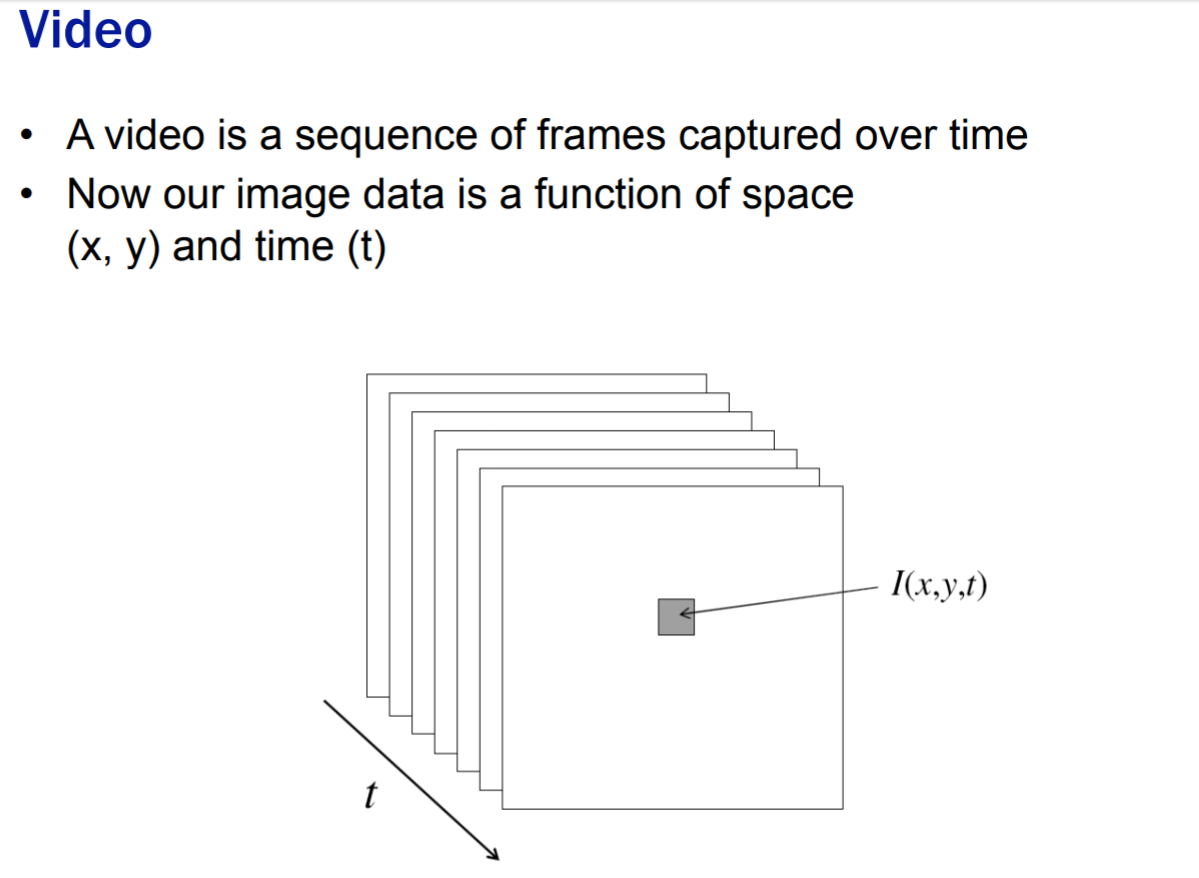 Video
• A video is a sequence of frames captured over time
• Now our image data is a function of space
(x, y) and time (t)
I(x,y,t)
t